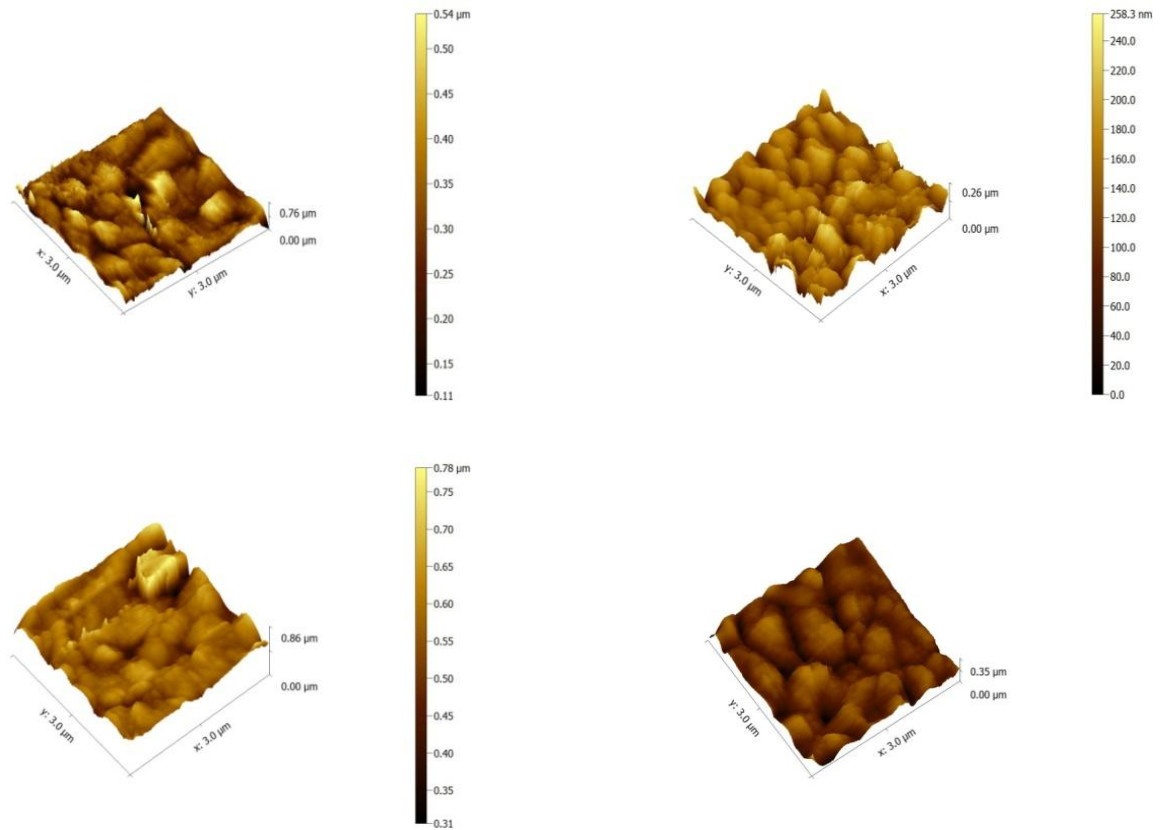 0.54 µm
0.50
0.45
0.40
0.35
0.30
0.25
0.20
0.15
0.11
0.76 µm
0.00 µm
x: 3.0 µm
y: 3.0 µm
258.3 nm
240.0
220.0
200.0
180.0
160.0
140.0
120.0
100.0
80.0
60.0
40.0
20.0
0.0
0.26
0.00 µm
y: 3.0 µm
x: 3.0 µm
0.78 µm
0.75
0.70
0.65
0.60
0.55
0.50
0.45
0.40
0.35
0.31
0.86 µm
0.00 µm
y: 3.0 µm
x: 3.0 µm
0.35 µm
0.00 µm
y: 3.0 µm
x: 3.0 µm